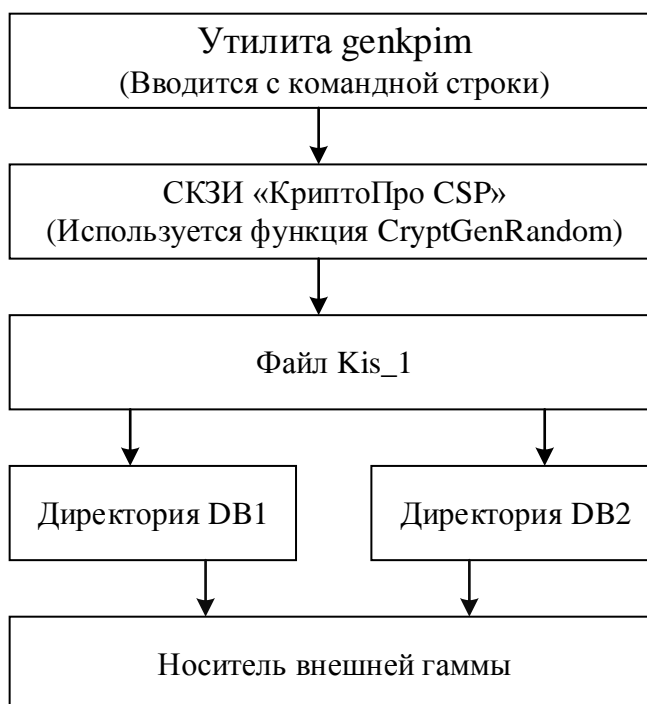 Утилита genkpim
(Вводится с командной строки)
СКЗИ «КриптоПро CSP»
(Используется функция CryptGenRandom)
Файл Kis_1
Директория DB1
Директория DB2
Носитель внешней гаммы